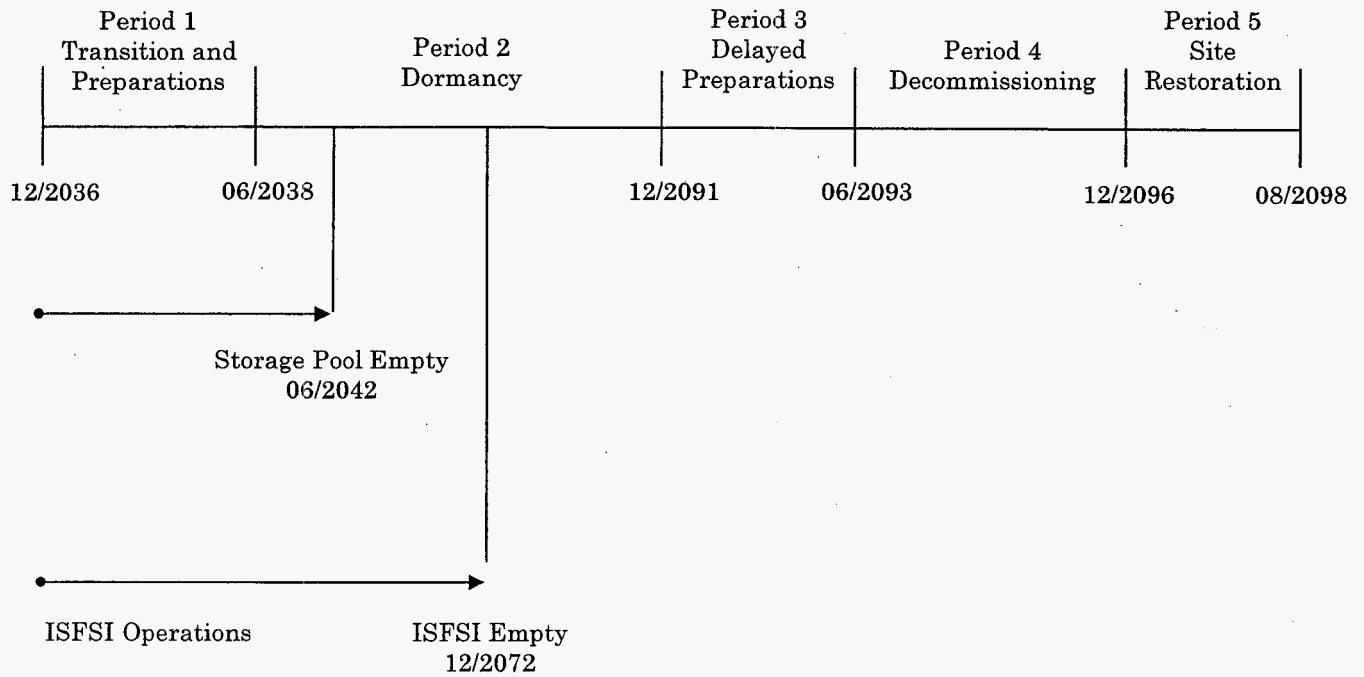 Period 1
Transition and
Preparations
Period 2
Dormancy
Period 3
Delayed
Preparations
Period 4
Decommissioning
Period 5
Site
Restoration
12/2036
06/2038
12/2091
06/2093
12/2096
08/2098
Storage Pool Empty
06/2042
ISFSI Operations
ISFSI Empty
12/2072